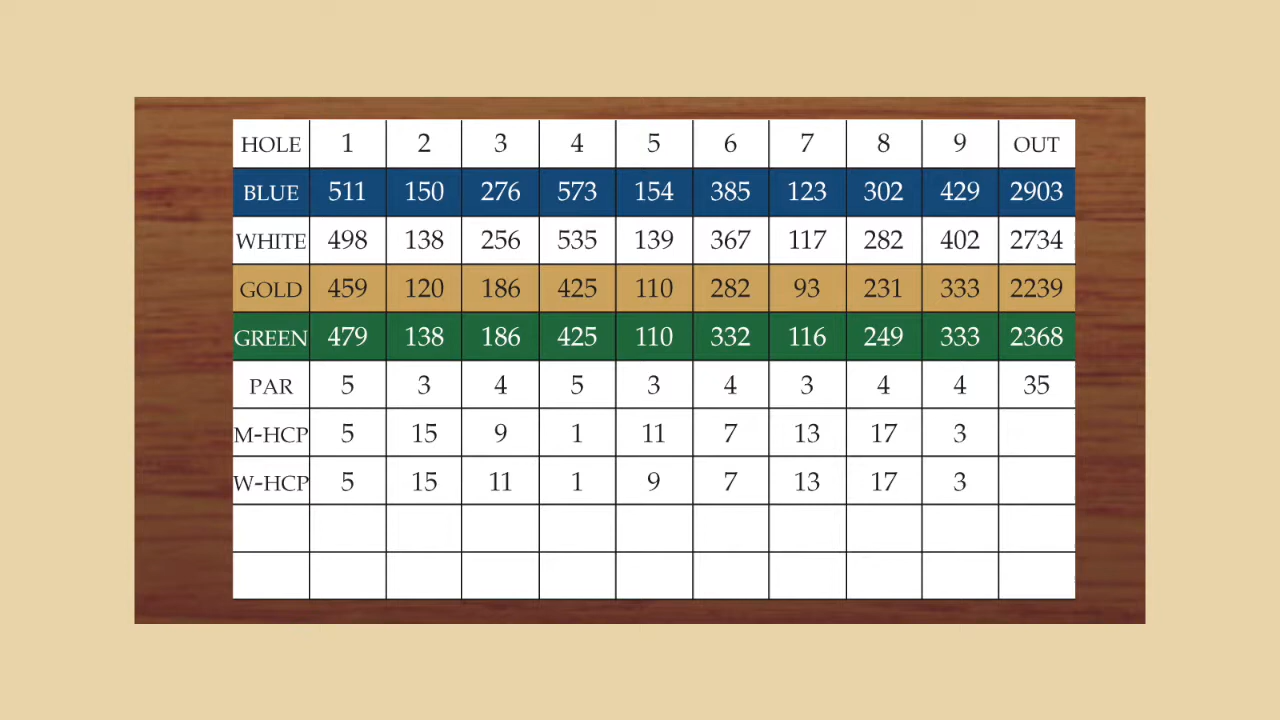 HOLE 1 2 3 4 5 6 7 8 9 OUT
BLUE 511 150 276 573 154 385 123 302 429 2903
WHITE 498 138 256 535 139 367 117 282 402 2734
GOLD 459 120 186 425 110 282 93 231 333 2239
GREEN 479 138 186 425 110 332 116 249 333 2368
PAR 5 3 4 5 3 4 3 4 4 35
M-HCP 5 15 9 1 11 7 13 17 3
W-HCP 5 15 11 1 9 7 13 17 3